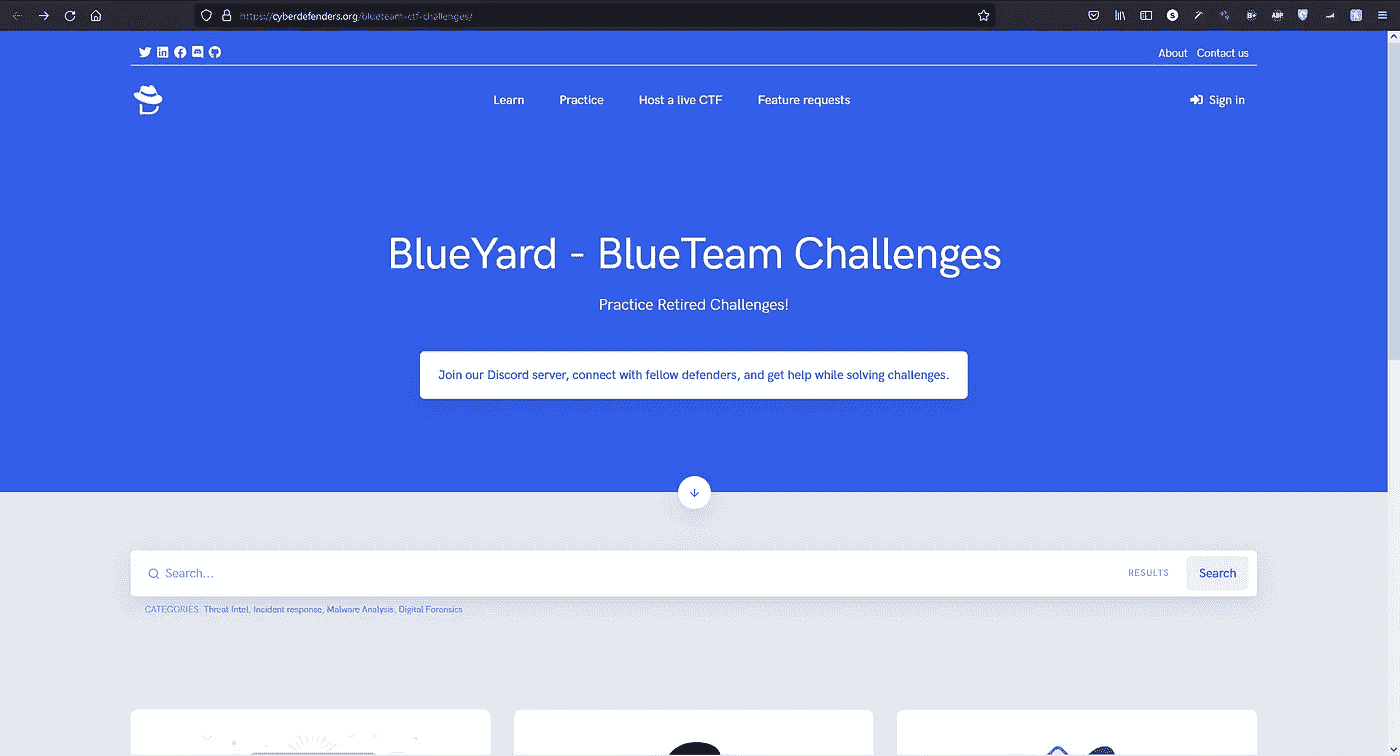 https://cyberdefenders.org/blueteam-ctf-challenges/
About Contact us
Learn Practice Host a live CTF Feature requests Sign in
BlueYard - BlueTeam Challenges
Practice Retired Challenges!
Join our Discord server, connect with fellow defenders, and get help while solving challenges.
Search... RESULTS Search
CATEGORIES: Threat Intel, Incident response, Malware Analysis, Digital Forensics